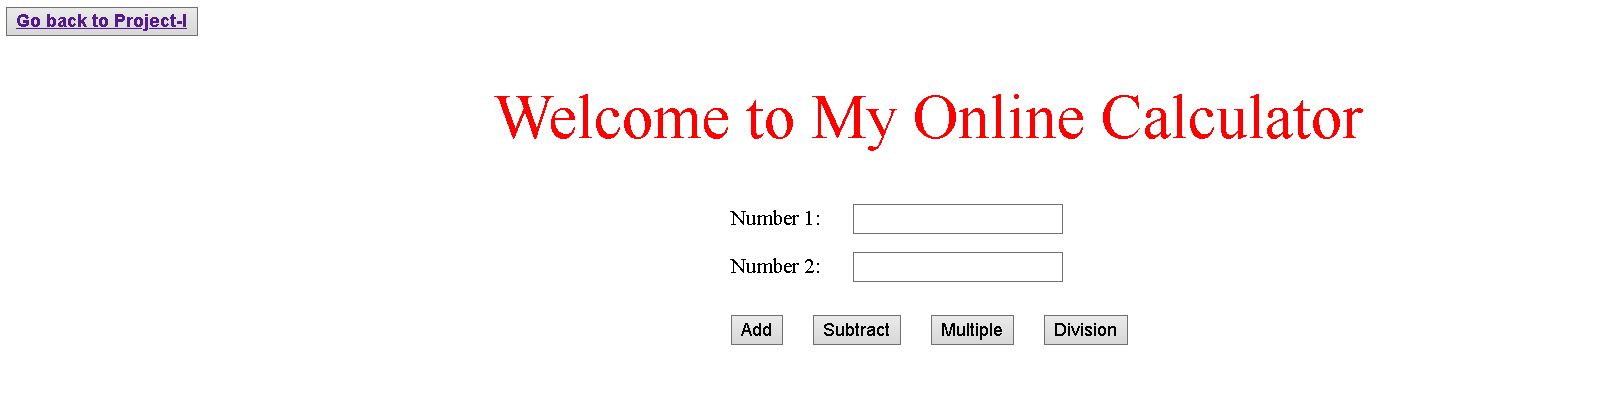 Go back to Project-I
Welcome to My Online Calculator
Number 1:
Number 2:
Add Subtract Multiple Division